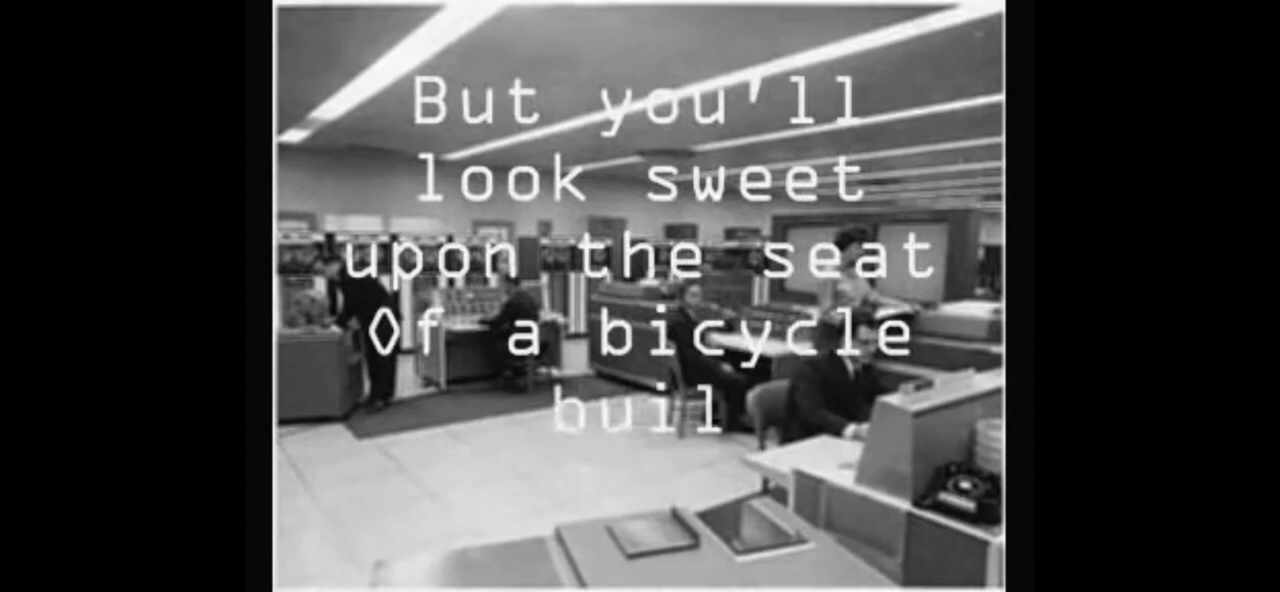 But you'll
look sweet
upon the seat
Of a bicycle
buil